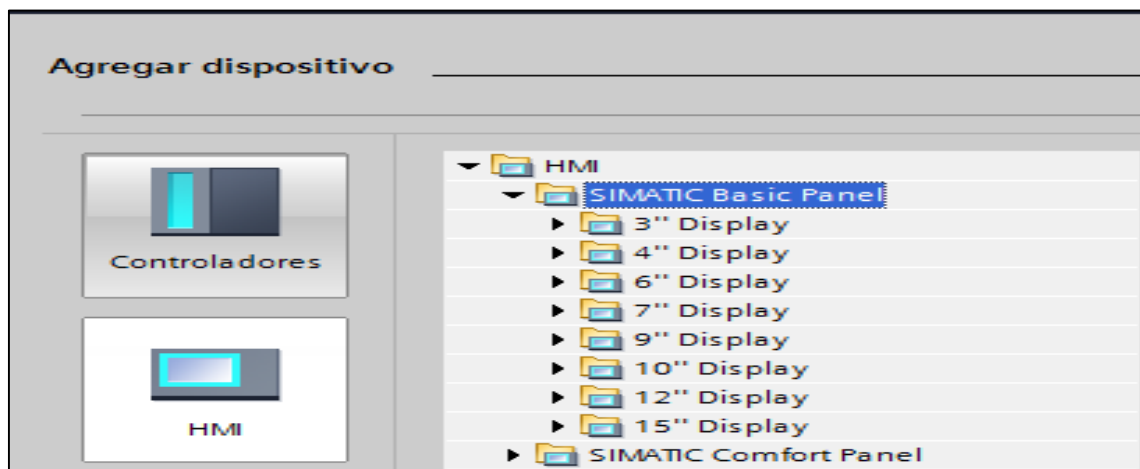 Agregar dispositivo
Controladores
HMI
HMI
SIMATIC Basic Panel
3'' Display
4'' Display
6'' Display
7'' Display
9'' Display
10'' Display
12'' Display
15'' Display
SIMATIC Comfort Panel